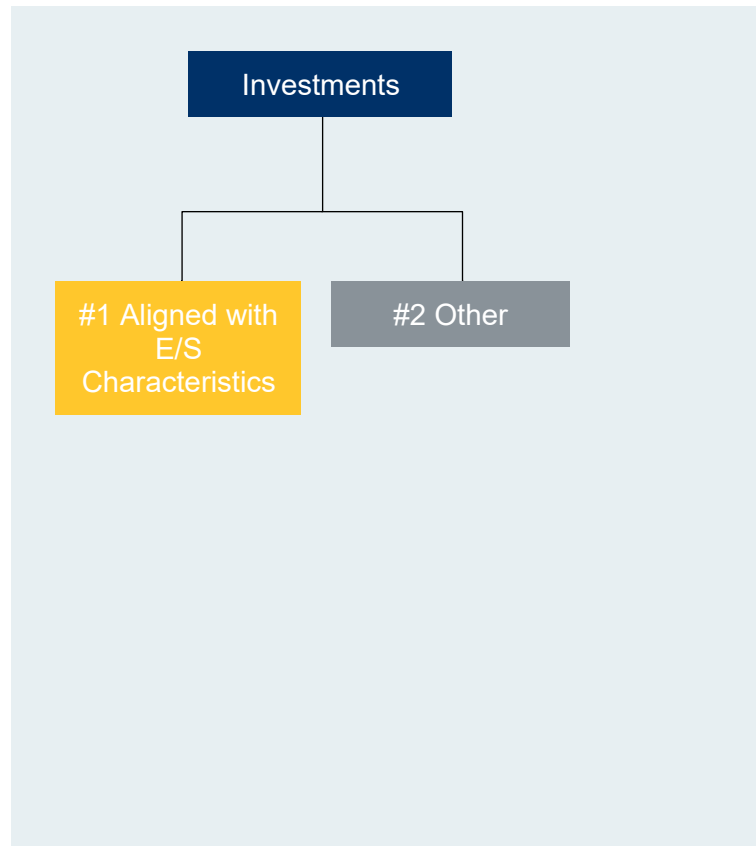 Investments
#1 Aligned with
E/S
Characteristics
#2 Other